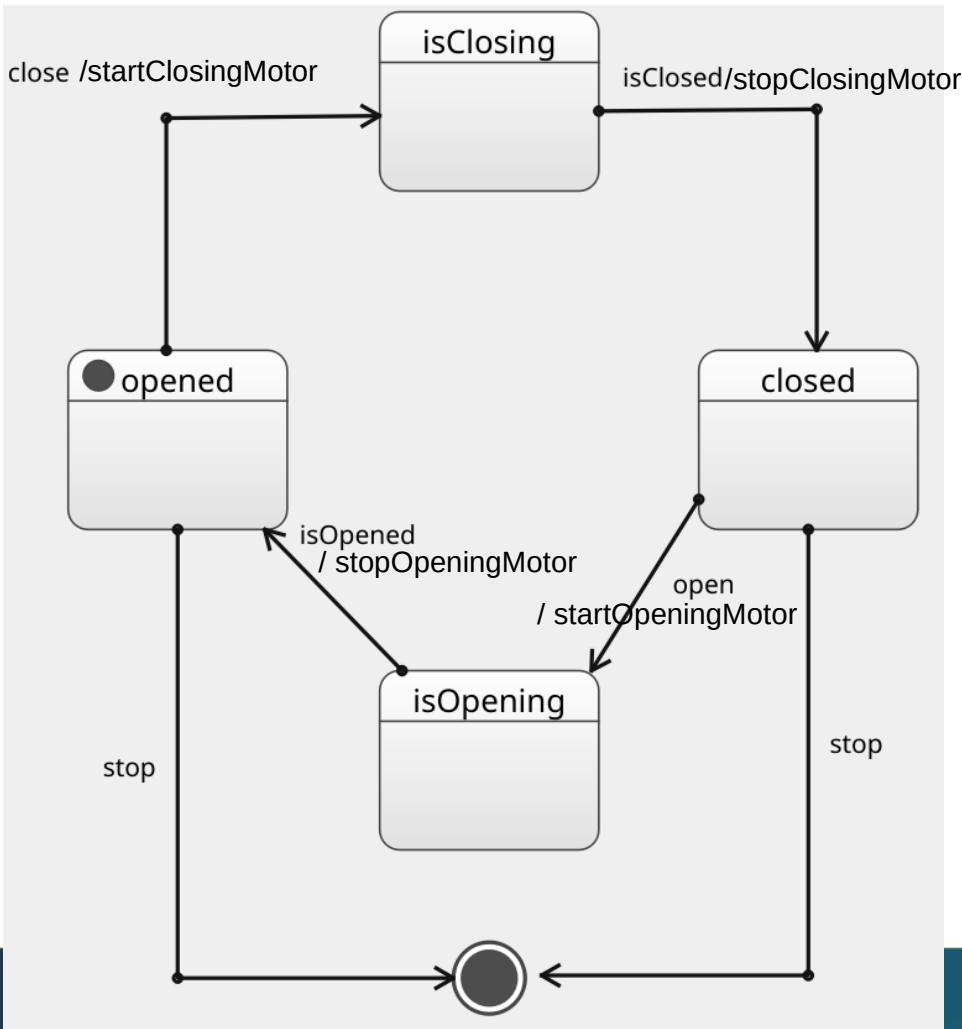 isClosing
close /startClosingMotor
isClosed/stopClosingMotor
opened
closed
isOpened
/ stopOpeningMotor
open
/ startOpeningMotor
isOpening
stop
stop